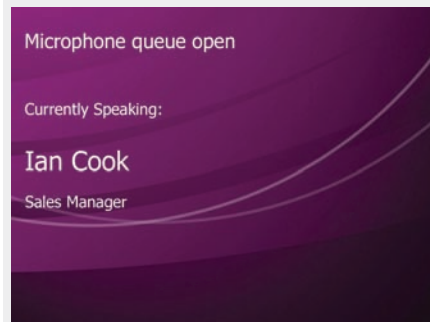 Microphone queue open
Currently Speaking:
Ian Cook
Sales Manager